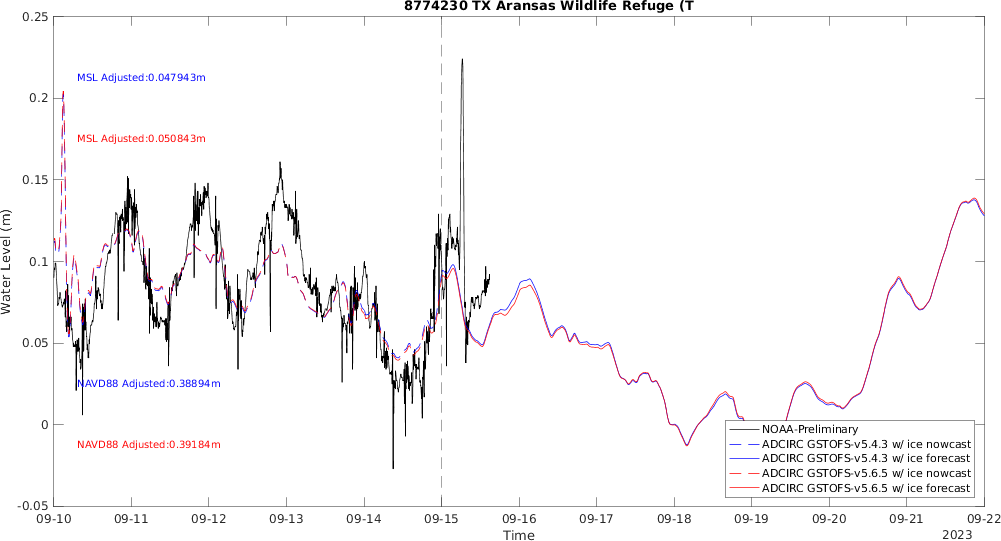 8774230 TX Aransas Wildlife Refuge (T
0.25
0.2
0.15
0.1
0.05
0
-0.05
Water Level (m)
MSL Adjusted:0.047943m
MSL Adjusted:0.050843m
NAVD88 Adjusted:0.38894m
NAVD88 Adjusted:0.39184m
NOAA-Preliminary
ADCIRC GSTOFS-v5.4.3 w/ ice nowcast
ADCIRC GSTOFS-v5.4.3 w/ ice forecast
ADCIRC GSTOFS-v5.6.5 w/ ice nowcast
ADCIRC GSTOFS-v5.6.5 w/ ice forecast
09-10 09-11 09-12 09-13 09-14 09-15 09-16 09-17 09-18 09-19 09-20 09-21 09-22
Time
2023